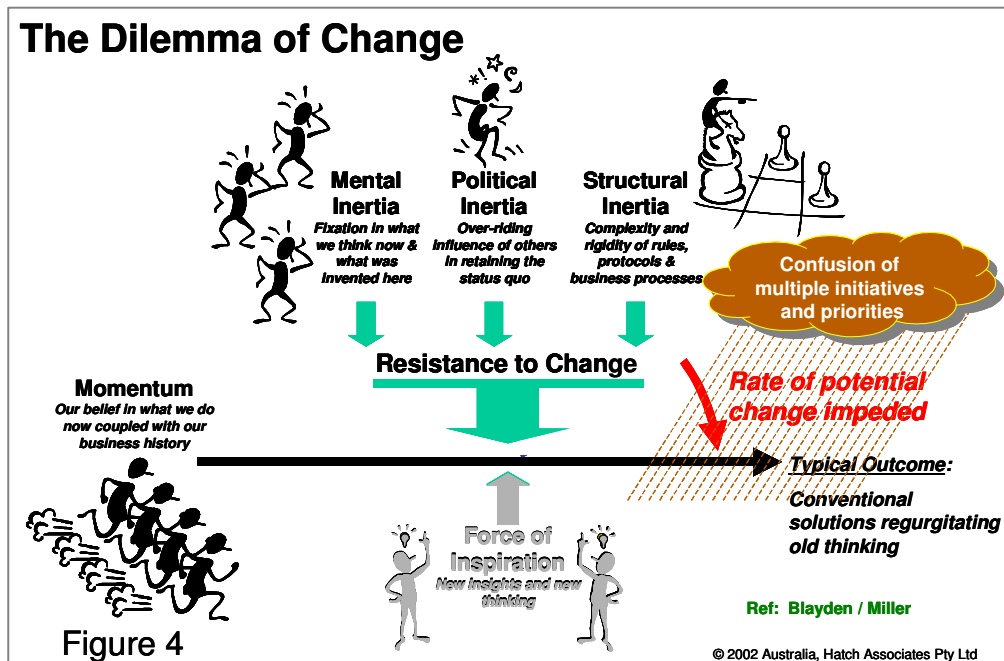 The Dilemma of Change
Mental
Inertia
Fixation in what
we think now &
what was
invented here
Political
Inertia
Over-riding
influence of others
in retaining the
status quo
Structural
Inertia
Complexity and
rigidity of rules,
protocols &
business processes
Confusion of
multiple initiatives
and priorities
Resistance to Change
Rate of potential
change impeded
Momentum
Our belief in what we do
now coupled with our
business history
Typical Outcome:
Conventional
solutions regurgitating
old thinking
Force of
Inspiration
New insights and new
thinking
Ref: Blayden / Miller
Figure 4
© 2002 Australia, Hatch Associates Pty Ltd